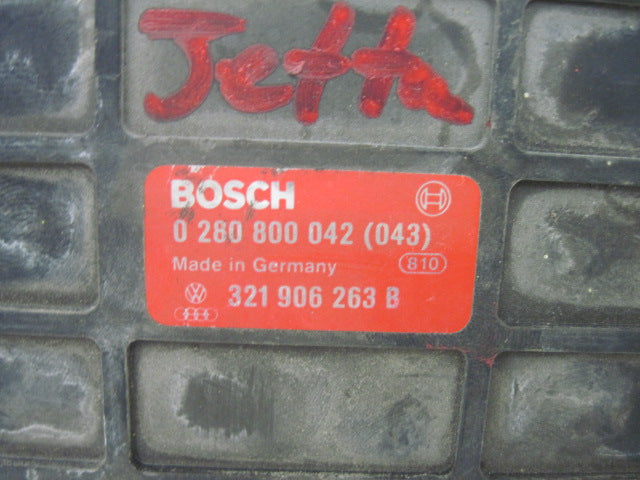 Jetta
BOSCH
0 280 800 042 (043)
Made in Germany 810
321 906 263 B